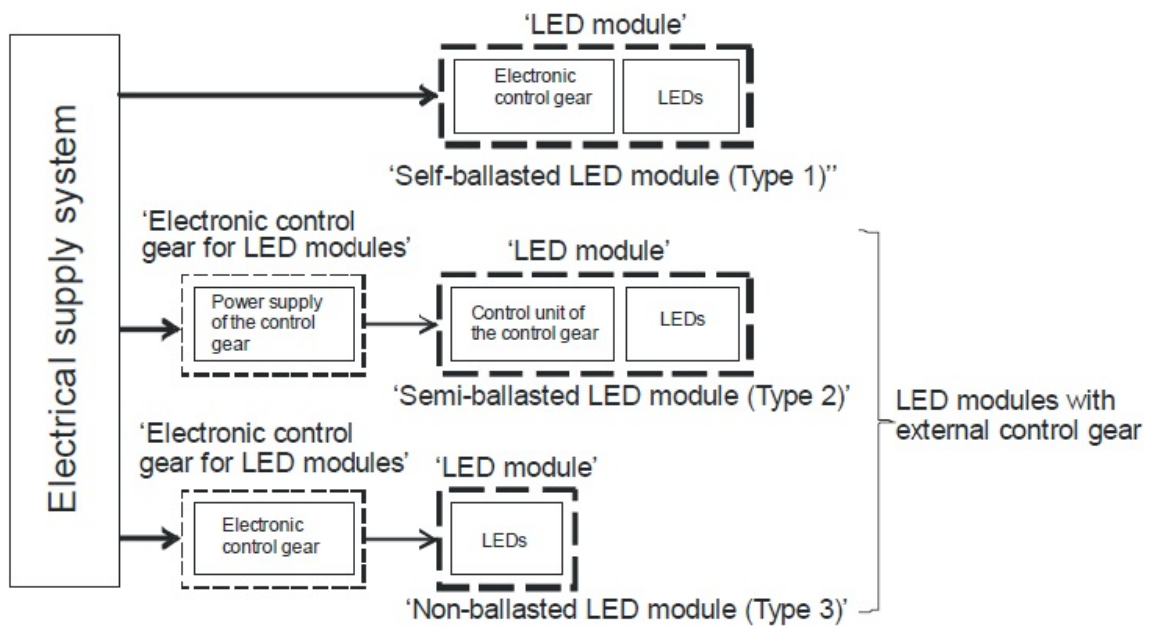 Electrical supply system
‘LED module’
Electronic
control gear
LEDs
‘Self-ballasted LED module (Type 1)’’
‘Electronic control
gear for LED modules’
‘LED module’
Power supply
of the control
gear
Control unit of
the control gear
LEDs
‘Semi-ballasted LED module (Type 2)’
‘Electronic control
gear for LED modules’
‘LED module’
Electronic
control gear
LEDs
‘Non-ballasted LED module (Type 3)’
LED modules with
external control gear